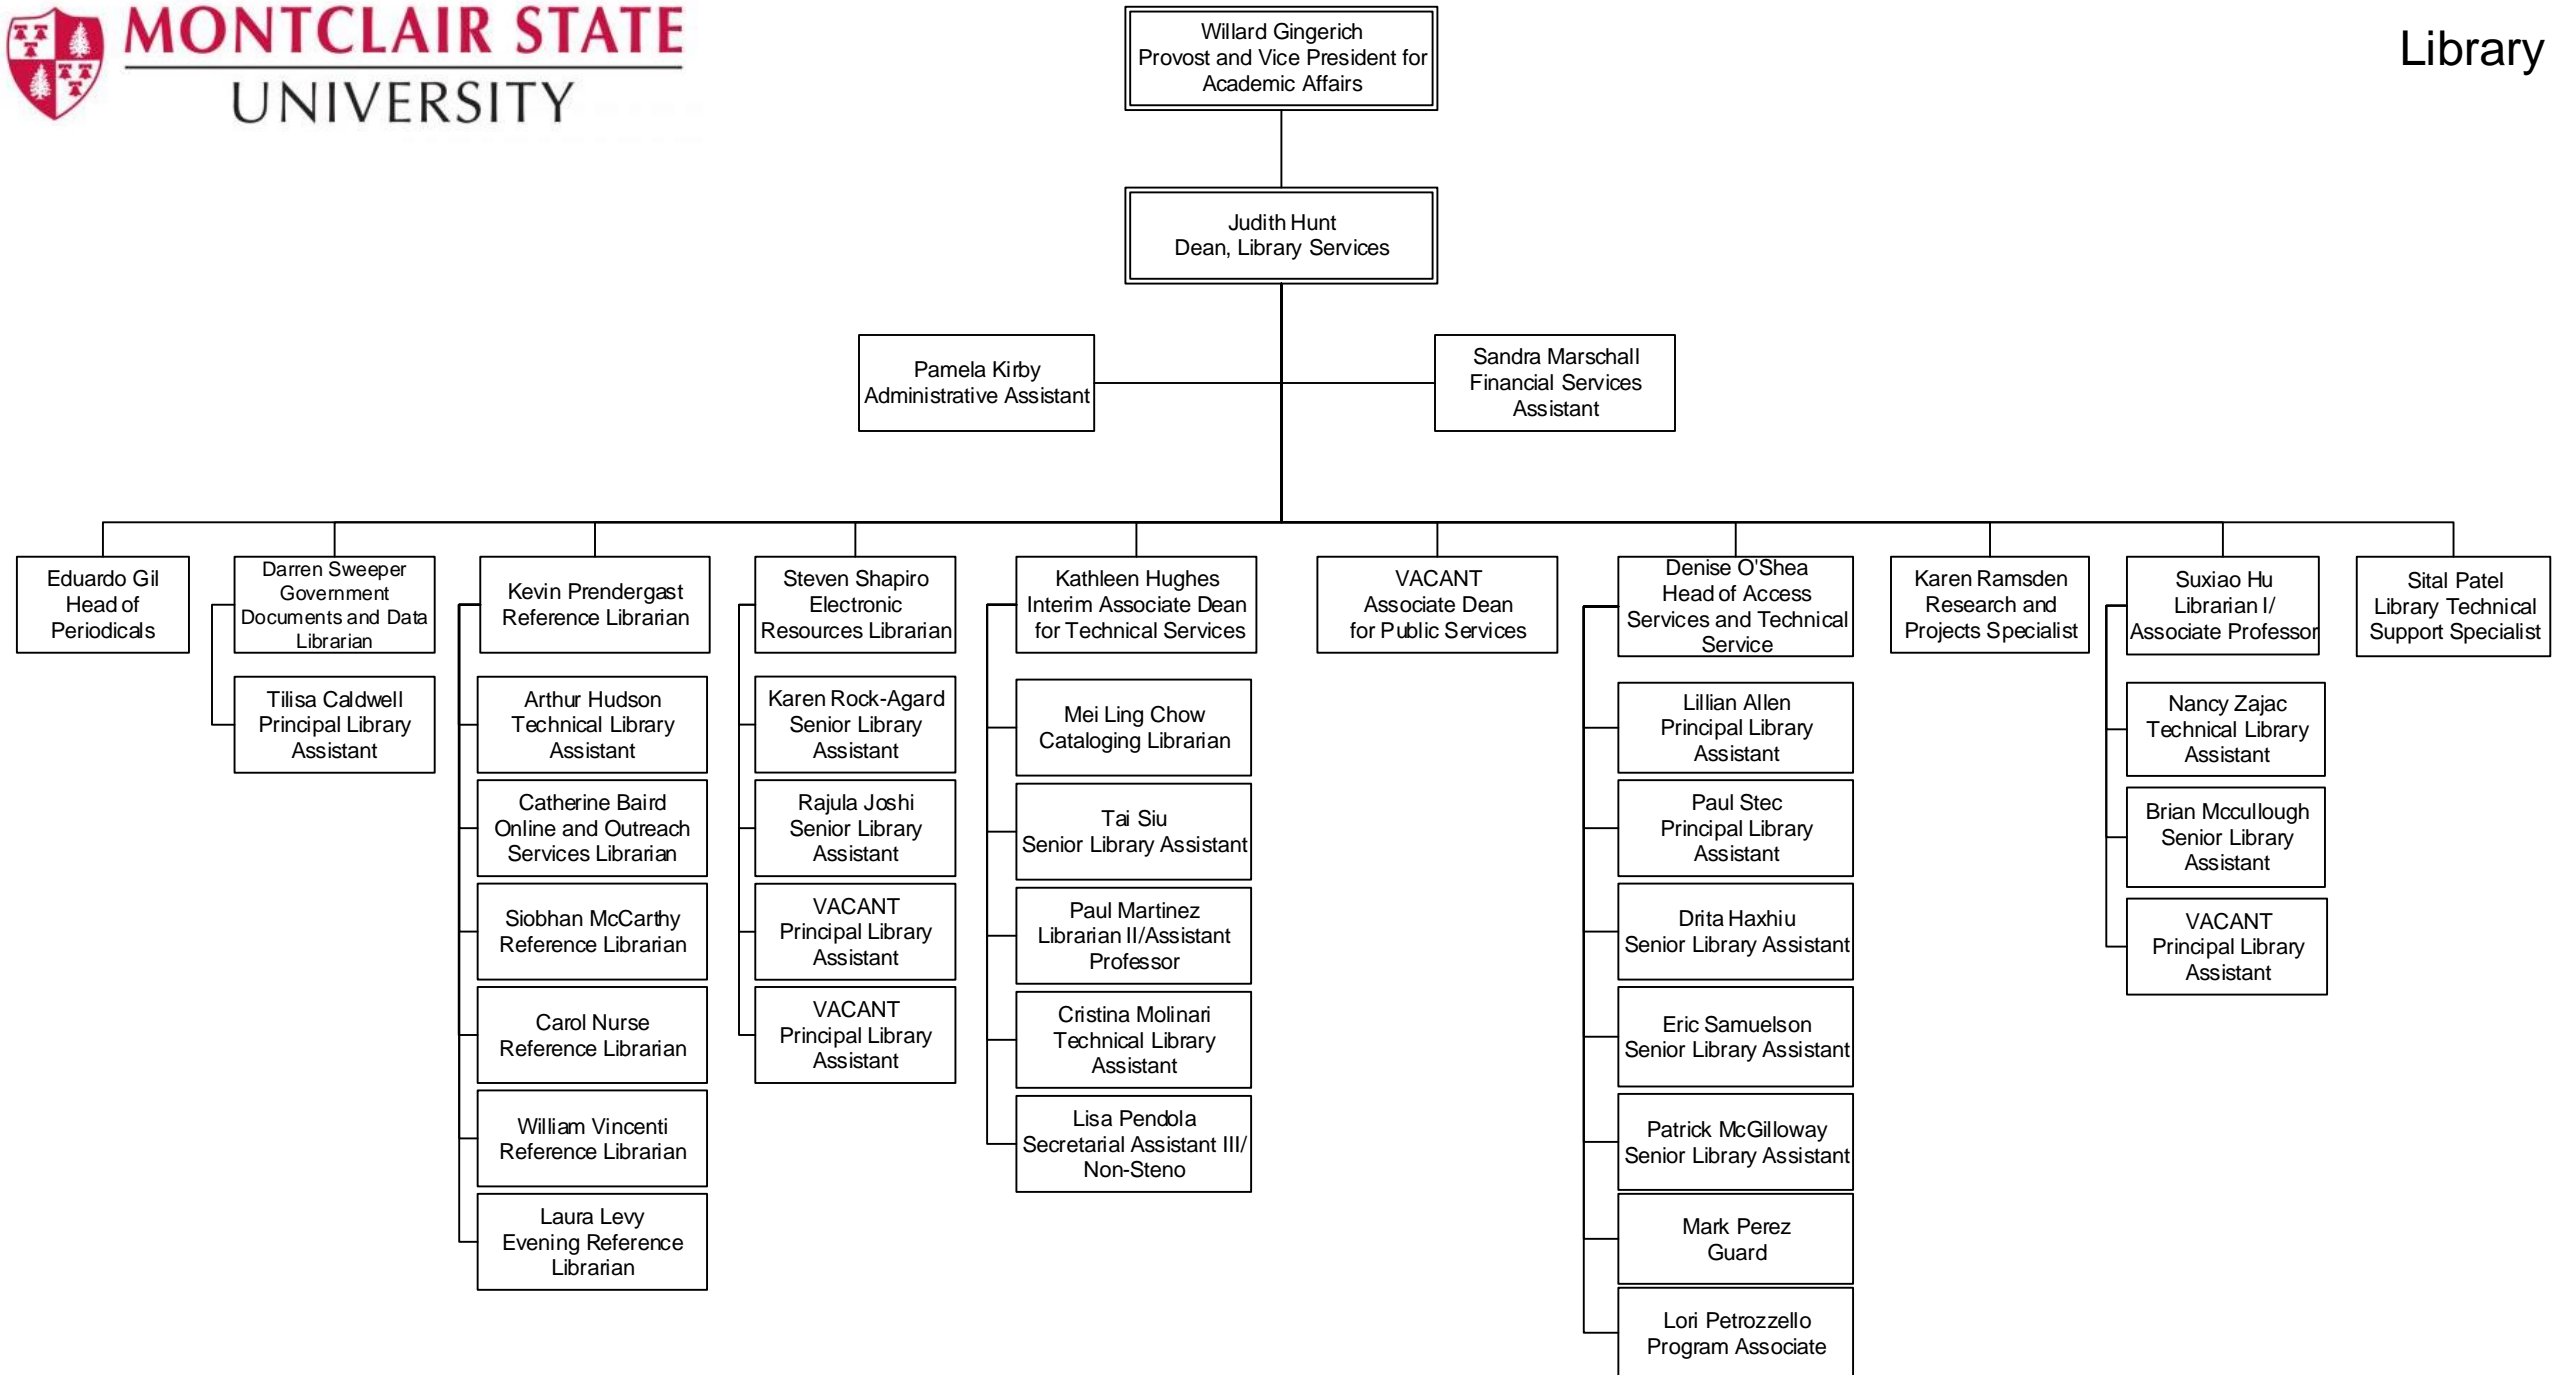 MONTCLAIR STATE
UNIVERSITY
Library
Willard Gingerich
Provost and Vice President for
Academic Affairs
Judith Hunt
Dean, Library Services
Pamela Kirby
Administrative Assistant
Sandra Marschall
Financial Services
Assistant
Eduardo Gil
Head of
Periodicals
Darren Sweeper
Government
Documents and Data
Librarian
Tilisa Caldwell
Principal Library
Assistant
Kevin Prendergast
Reference Librarian
Arthur Hudson
Technical Library
Assistant
Catherine Baird
Online and Outreach
Services Librarian
Siobhan McCarthy
Reference Librarian
Carol Nurse
Reference Librarian
William Vincenti
Reference Librarian
Laura Levy
Evening Reference
Librarian
Steven Shapiro
Electronic
Resources Librarian
Karen Rock-Agard
Senior Library
Assistant
Rajula Joshi
Senior Library
Assistant
VACANT
Principal Library
Assistant
VACANT
Principal Library
Assistant
Kathleen Hughes
Interim Associate Dean
for Technical Services
Mei Ling Chow
Cataloging Librarian
Tai Siu
Senior Library Assistant
Paul Martinez
Librarian II/Assistant
Professor
Cristina Molinari
Technical Library
Assistant
Lisa Pendola
Secretarial Assistant III/
Non-Steno
VACANT
Associate Dean
for Public Services
Denise O'Shea
Head of Access
Services and Technical
Service
Lillian Allen
Principal Library
Assistant
Paul Stec
Principal Library
Assistant
Drita Haxhiu
Senior Library Assistant
Eric Samuelson
Senior Library Assistant
Patrick McGilloway
Senior Library Assistant
Mark Perez
Guard
Lori Petrozzello
Program Associate
Karen Ramsden
Research and
Projects Specialist
Suxiao Hu
Librarian I/
Associate Professor
Nancy Zajac
Technical Library
Assistant
Brian Mccullough
Senior Library
Assistant
VACANT
Principal Library
Assistant
Sital Patel
Library Technical
Support Specialist